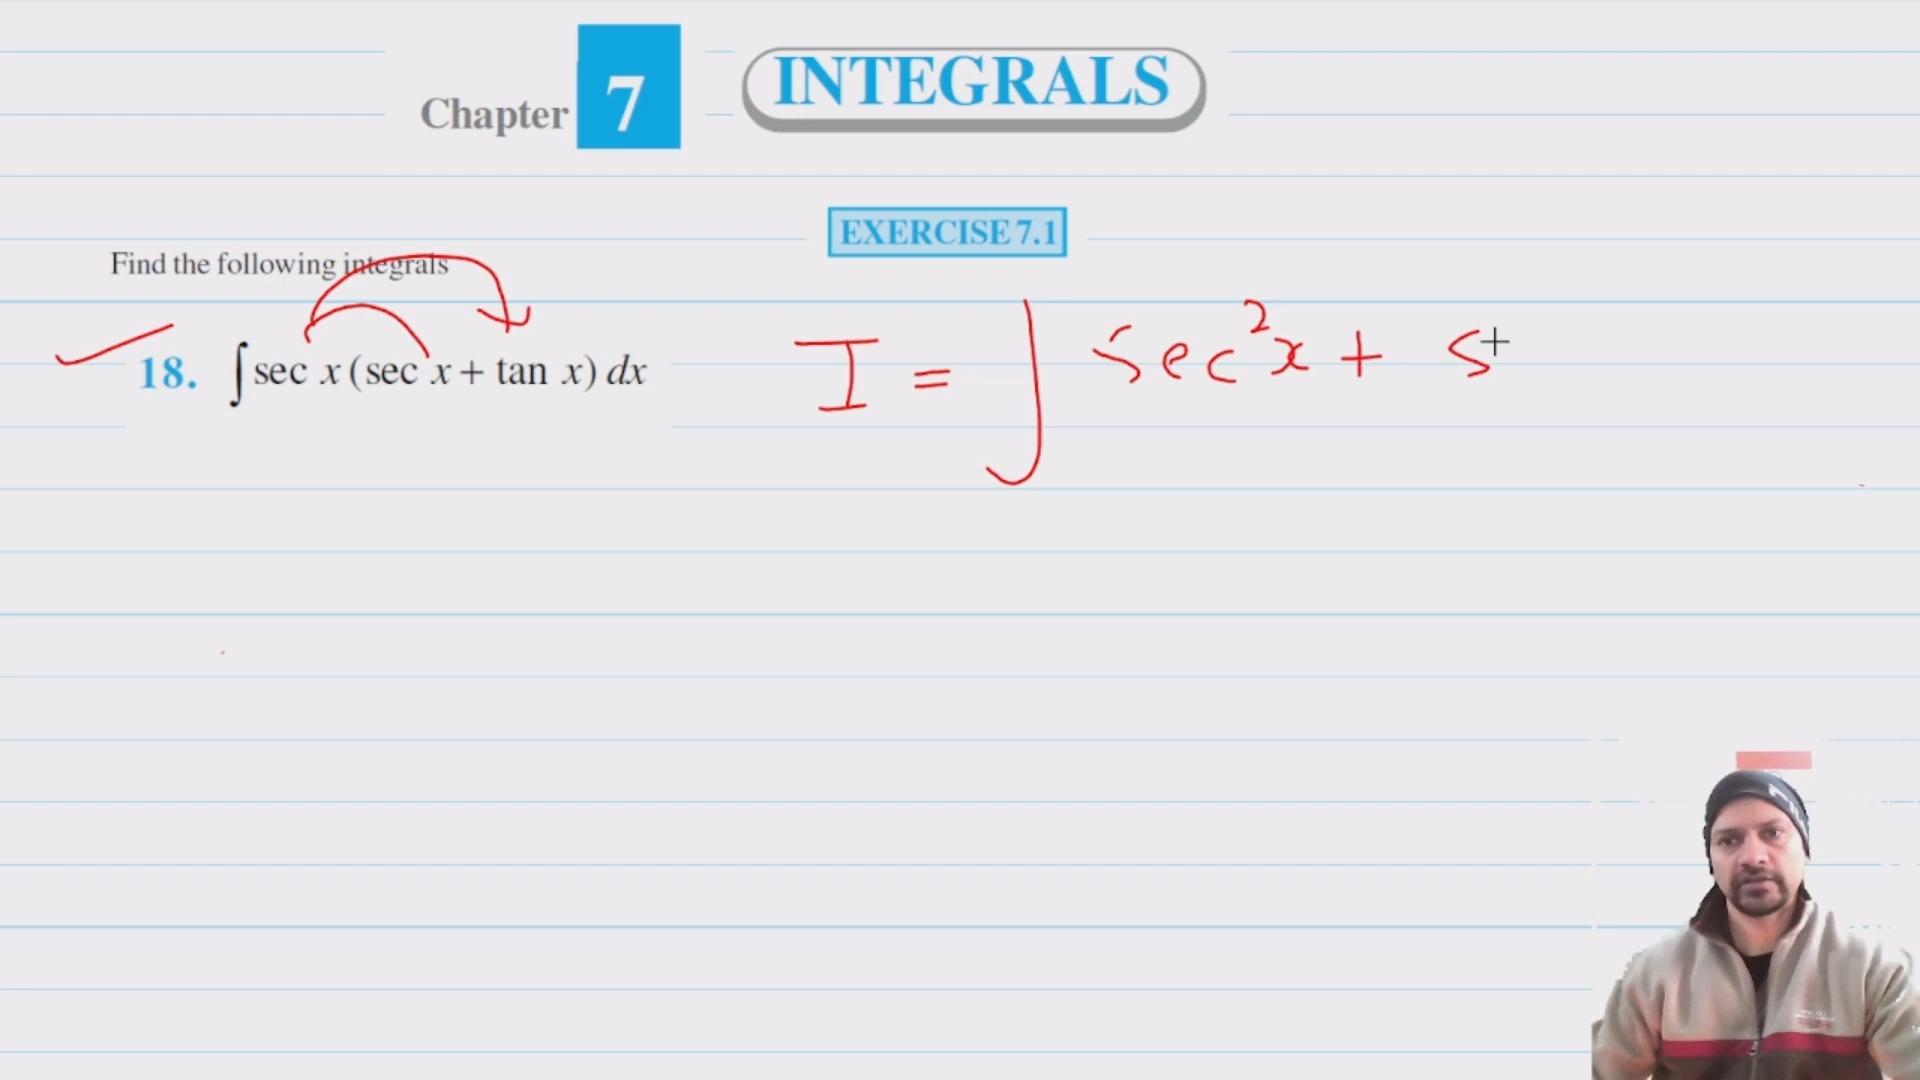 Chapter 7 INTEGRALS
EXERCISE 7.1
Find the following integrals
18. ∫ sec x (sec x + tan x) dx
I = ∫ sec²x + s